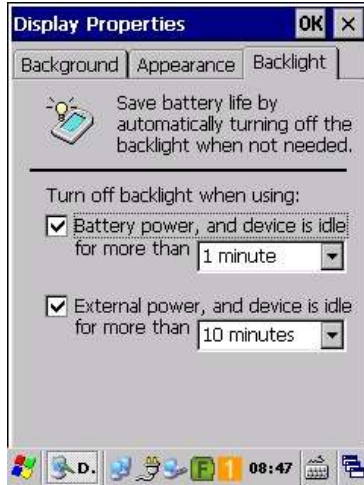 Display Properties OK ×
Background Appearance Backlight
Save battery life by
automatically turning off the
backlight when not needed.
Turn off backlight when using:
Battery power, and device is idle
for more than 1 minute
External power, and device is idle
for more than 10 minutes
D. F 1 08:47